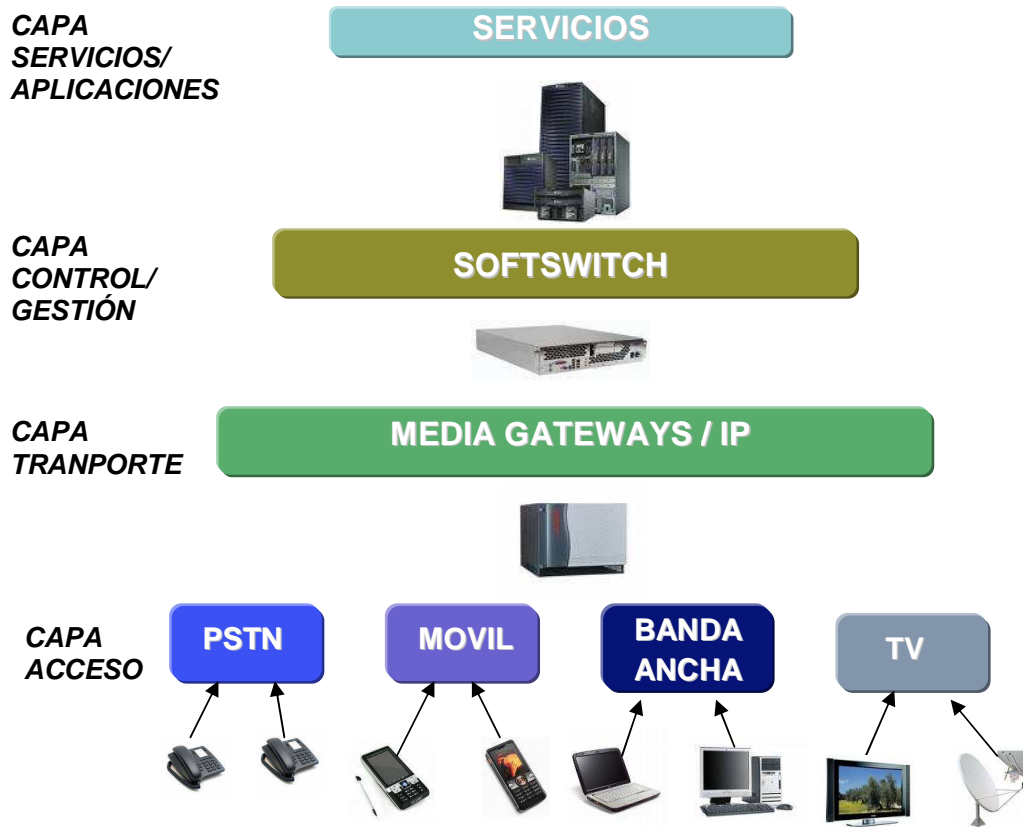 CAPA
SERVICIOS/
APLICACIONES
SERVICIOS
CAPA
CONTROL/
GESTIÓN
SOFTSWITCH
CAPA
TRANPORTE
MEDIA GATEWAYS / IP
CAPA
ACCESO
PSTN
MOVIL
BANDA
ANCHA
TV